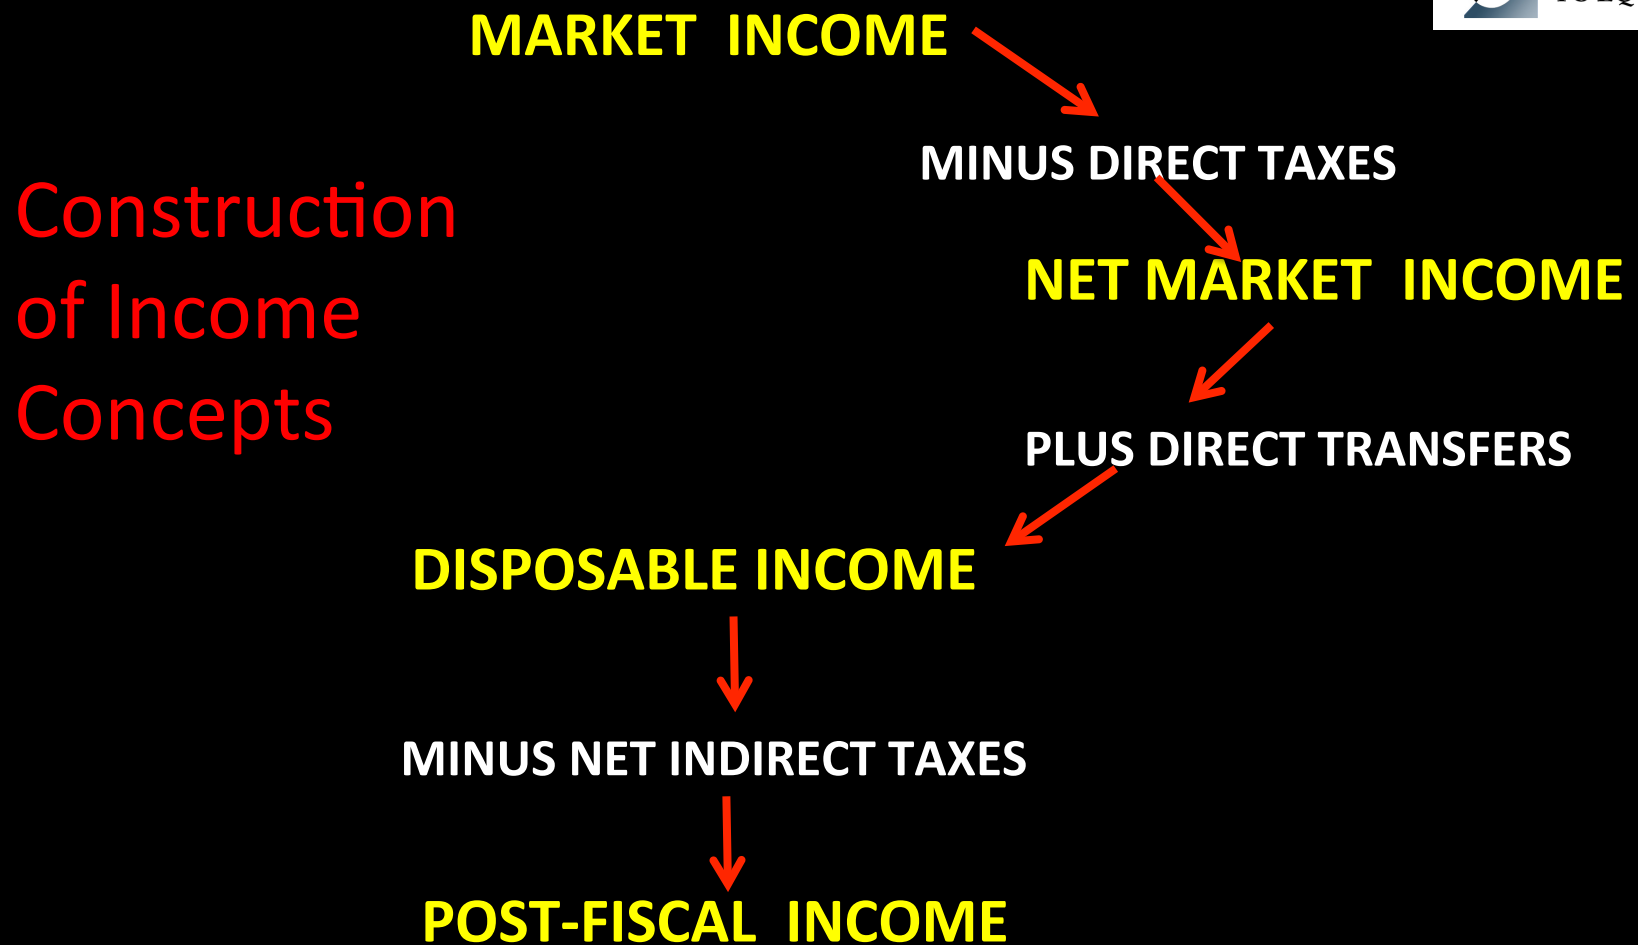 MARKET INCOME
MINUS DIRECT TAXES
Construction
of Income
Concepts
NET MARKET INCOME
PLUS DIRECT TRANSFERS
DISPOSABLE INCOME
MINUS NET INDIRECT TAXES
POST-FISCAL INCOME